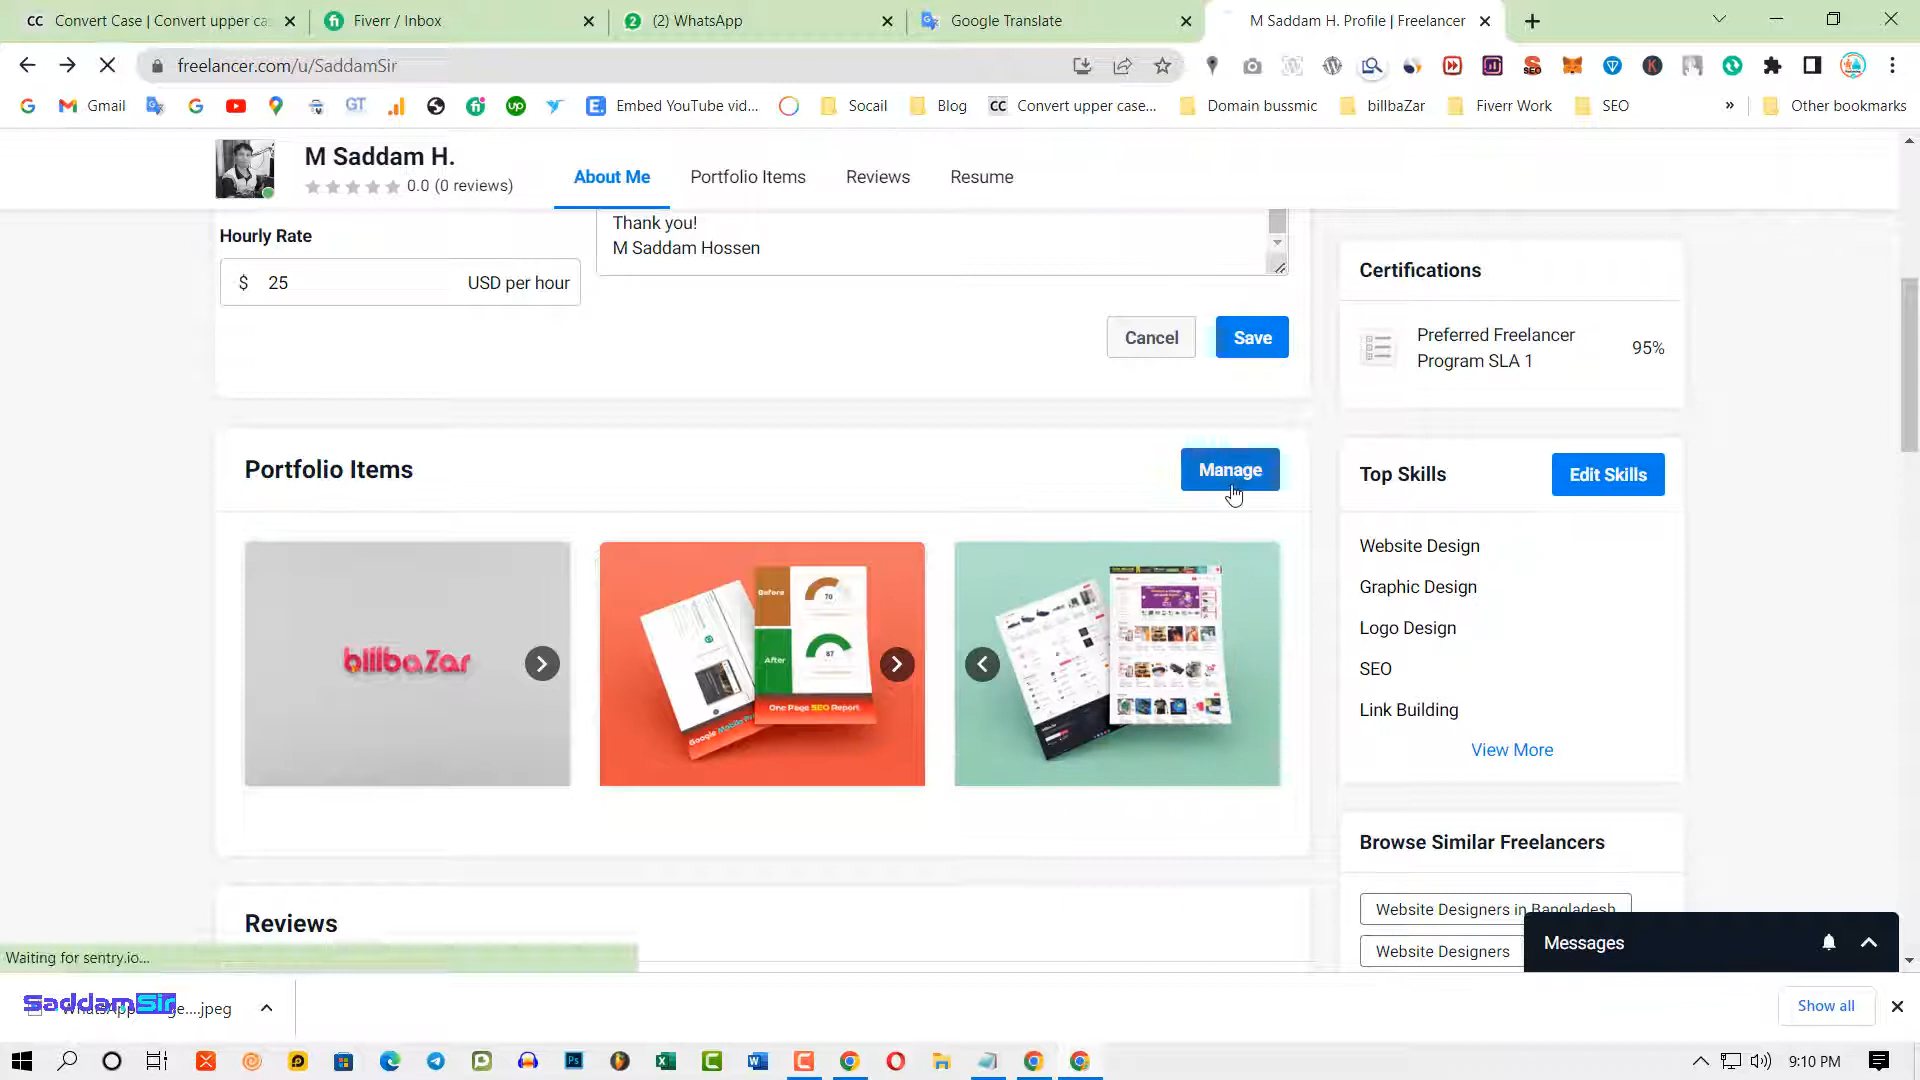 Convert Case | Convert upper ca
Fiverr / Inbox
(2) WhatsApp
Google Translate
M Saddam H. Profile | Freelancer
freelancer.com/u/SaddamSir
Gmail
GT
Embed YouTube vid...
Socail
Blog
CC
Convert upper case...
Domain bussmic
billbaZar
Fiverr Work
SEO
»
Other bookmarks
M Saddam H.
0.0 (0 reviews)
About Me
Portfolio Items
Reviews
Resume
Thank you!
M Saddam Hossen
Hourly Rate
$ 25 USD per hour
Cancel
Save
Certifications
Preferred Freelancer
Program SLA 1
95%
Portfolio Items
Manage
Top Skills
Edit Skills
Website Design
Graphic Design
Logo Design
SEO
Link Building
View More
billbaZar
Before
70
After
87
One Page SEO Report.
Browse Similar Freelancers
Website Designers in Bangladesh
Website Designers
Messages
Reviews
Waiting for sentry.io...
SaddamSir
Show all
9:10 PM